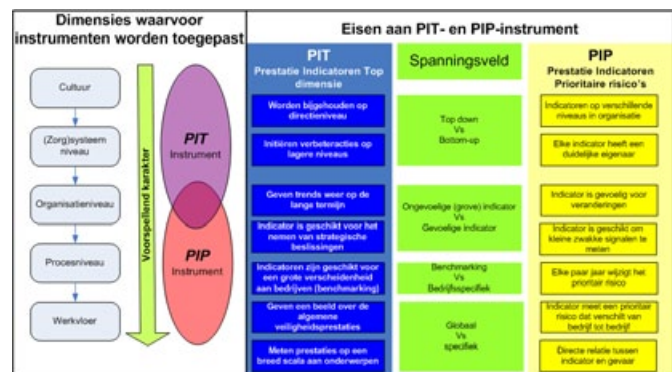 Dimensies waarvoor
instrumenten worden toegepast
Cultuur
(Zorg)systeem
niveau
Organisatieniveau
Procesniveau
Werkvloer
Voorspellend karakter
PIT
Instrument
PIP
Instrument
Eisen aan PIT- en PIP-instrument
PIT
Prestatie Indicatoren Top
dimensie
Worden bijgehouden op
directieniveau
Initiëren verbeteracties op
lagere niveaus
Geven trends weer op de
lange termijn
Indicator is geschikt voor het
nemen van strategische
beslissingen
Indicatoren zijn geschikt voor
een grote verscheidenheid
aan bedrijven (benchmarking)
Geven een beeld over de
algemene
veiligheidsprestaties
Meten prestaties op een
breed scala aan onderwerpen
Spanningsveld
Top down
Vs
Bottom-up
Ongevoelige (grove) indicator
Vs
Gevoelige indicator
Benchmarking
Vs
Bedrijfsspecifiek
Globaal
Vs
specifiek
PIP
Prestatie Indicatoren
Prioritaire risico's
Indicatoren op verschillende
niveaus in organisatie
Elke indicator heeft een
duidelijke eigenaar
Indicator is gevoelig voor
veranderingen
Indicator is geschikt om
kleine zwakke signalen te
meten
Elke paar jaar wijzigt het
prioritair risico
Indicator meet een prioritair
risico dat verschilt van
bedrijf tot bedrijf
Directe relatie tussen
indicator en gevaar